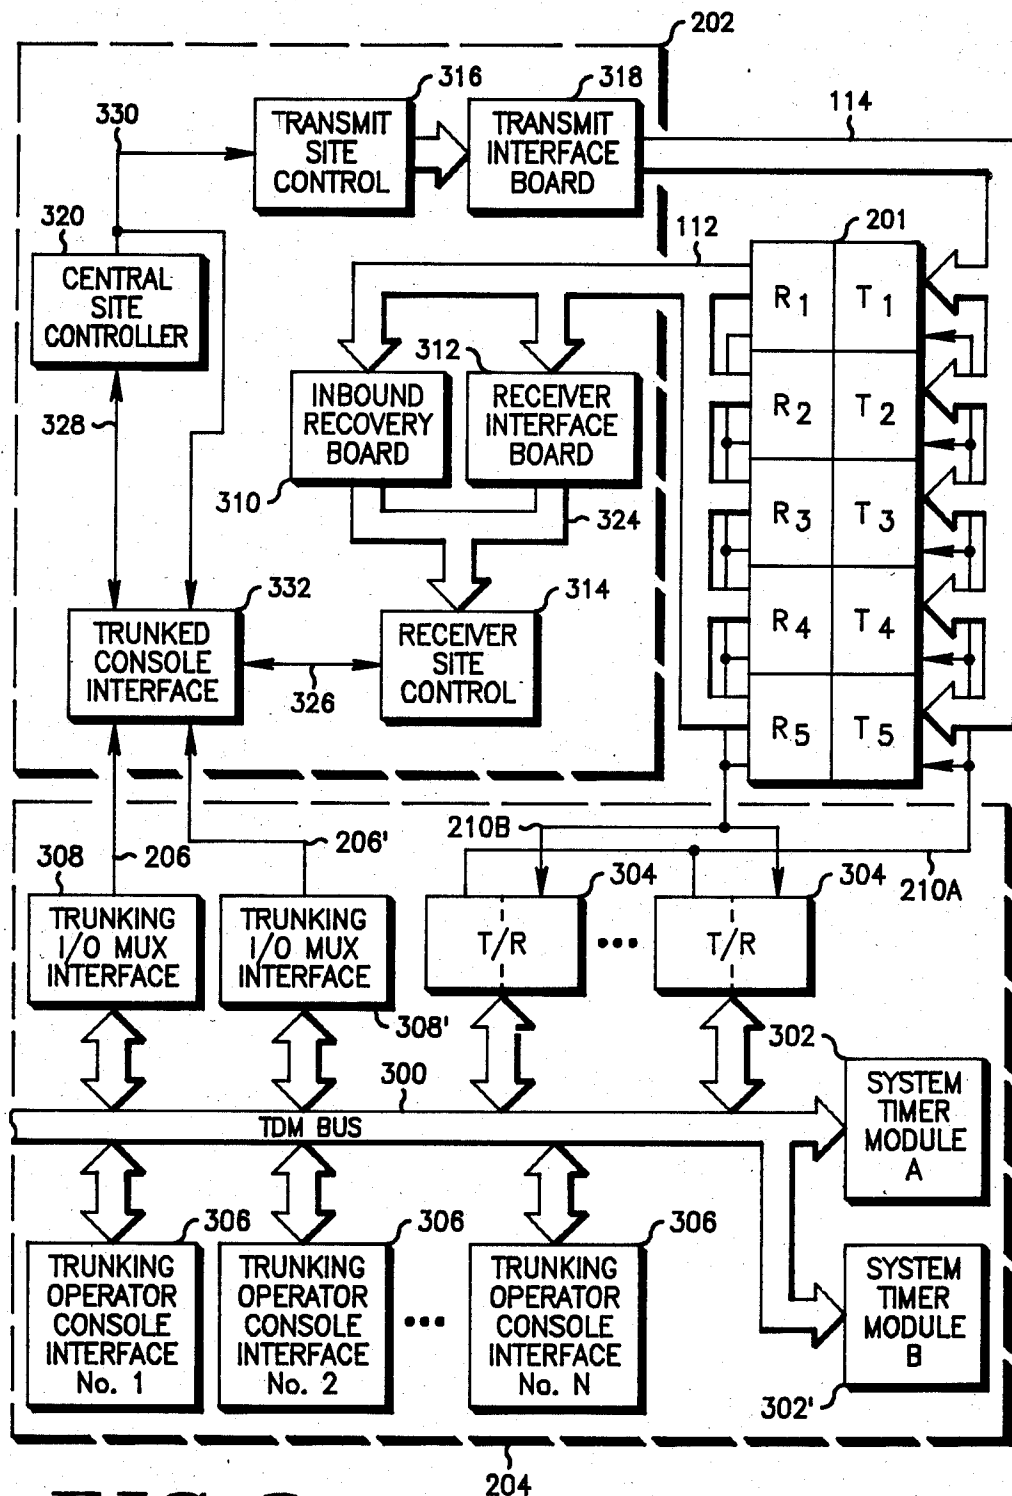 202
316
318
330
114
TRANSMIT
SITE
CONTROL
TRANSMIT
INTERFACE
BOARD
320
112
201
CENTRAL
SITE
CONTROLLER
R1
T1
312
INBOUND
RECOVERY
BOARD
RECEIVER
INTERFACE
BOARD
R2
T2
328
310
324
R3
T3
332
314
TRUNKED
CONSOLE
INTERFACE
RECEIVER
SITE
CONTROL
R4
T4
326
R5
T5
210B
308
206
206'
304
304
210A
TRUNKING
I/O MUX
INTERFACE
TRUNKING
I/O MUX
INTERFACE
T/R
•••
T/R
308'
302
300
TDM BUS
SYSTEM
TIMER
MODULE
A
306
306
306
TRUNKING
OPERATOR
CONSOLE
INTERFACE
No. 1
TRUNKING
OPERATOR
CONSOLE
INTERFACE
No. 2
•••
TRUNKING
OPERATOR
CONSOLE
INTERFACE
No. N
SYSTEM
TIMER
MODULE
B
302'
204